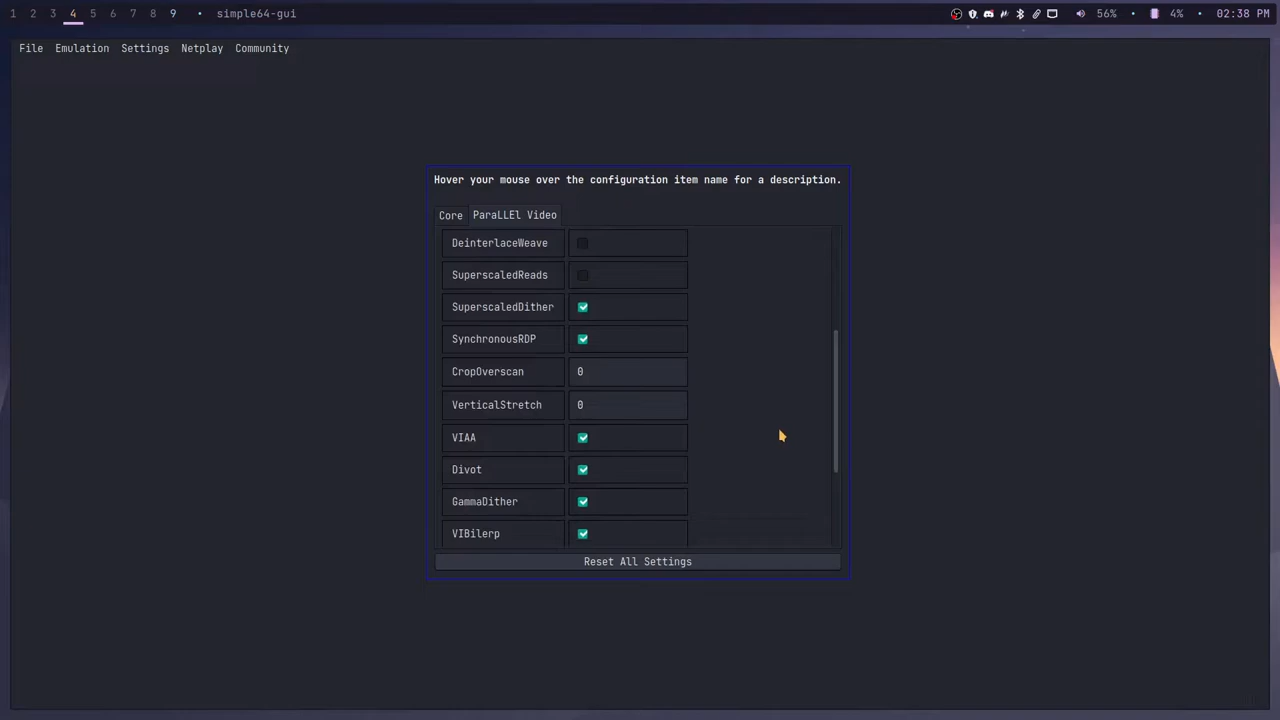 1 2 3 4 5 6 7 8 9 • simple64-gui 56% • 4% • 02:38 PM
File Emulation Settings Netplay Community
Hover your mouse over the configuration item name for a description.
Core ParaLLEl Video
DeinterlaceWeave
SuperscaledReads
SuperscaledDither
SynchronousRDP
CropOverscan 0
VerticalStretch 0
VIAA
Divot
GammaDither
VIBilerp
Reset All Settings